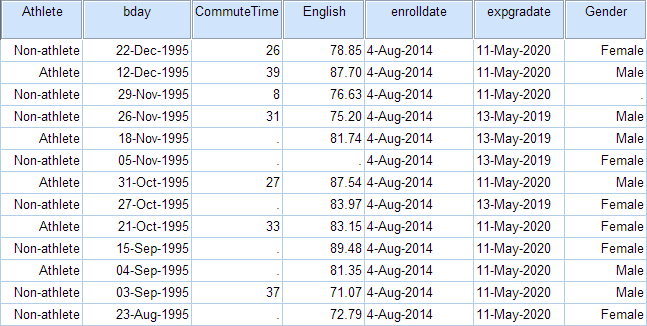 Athlete bday CommuteTime English enrolldate expgradate Gender
Non-athlete 22-Dec-1995 26 78.85 4-Aug-2014 11-May-2020 Female
Athlete 12-Dec-1995 39 87.70 4-Aug-2014 11-May-2020 Male
Non-athlete 29-Nov-1995 8 76.63 4-Aug-2014 11-May-2020 .
Non-athlete 26-Nov-1995 31 75.20 4-Aug-2014 13-May-2019 Male
Athlete 18-Nov-1995 . 81.74 4-Aug-2014 13-May-2019 Male
Non-athlete 05-Nov-1995 . . 4-Aug-2014 13-May-2019 Female
Athlete 31-Oct-1995 27 87.54 4-Aug-2014 11-May-2020 Male
Non-athlete 27-Oct-1995 . 83.97 4-Aug-2014 13-May-2019 Female
Athlete 21-Oct-1995 33 83.15 4-Aug-2014 11-May-2020 Female
Non-athlete 15-Sep-1995 . 89.48 4-Aug-2014 11-May-2020 Female
Athlete 04-Sep-1995 . 81.35 4-Aug-2014 11-May-2020 Male
Non-athlete 03-Sep-1995 37 71.07 4-Aug-2014 11-May-2020 Male
Non-athlete 23-Aug-1995 . 72.79 4-Aug-2014 11-May-2020 Female